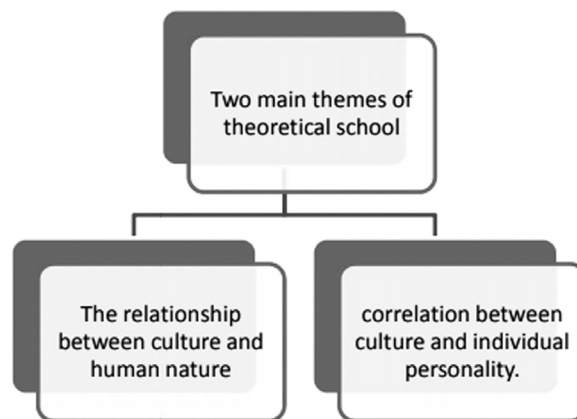 Two main themes of
theoretical school
The relationship
between culture and
human nature
correlation between
culture and individual
personality.